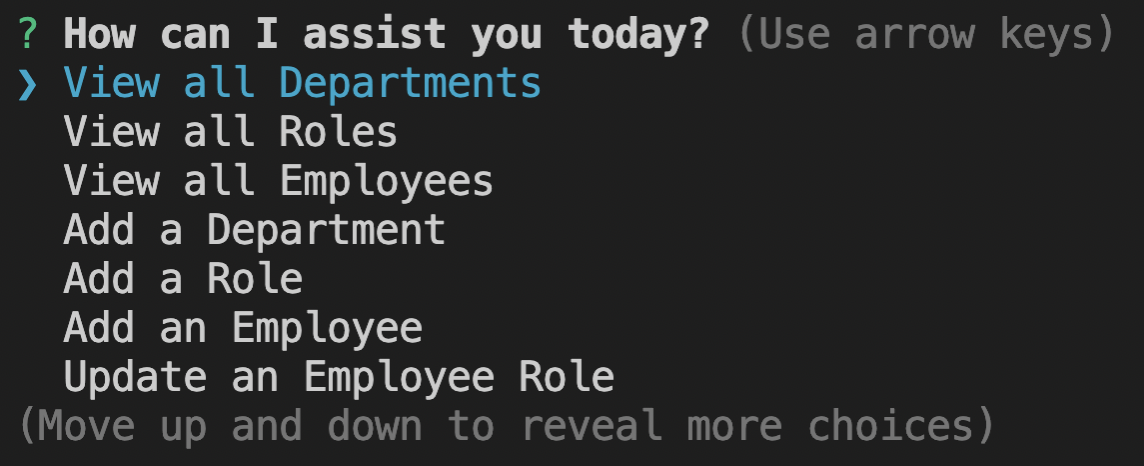 ? How can I assist you today? (Use arrow keys)
❯ View all Departments
View all Roles
View all Employees
Add a Department
Add a Role
Add an Employee
Update an Employee Role
(Move up and down to reveal more choices)